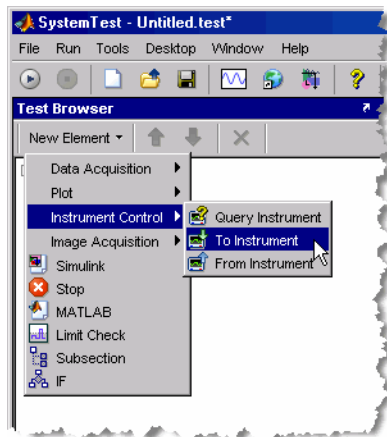 SystemTest - Untitled.test*
File Run Tools Desktop Window Help
Test Browser
New Element
Data Acquisition
Plot
Instrument Control
Query Instrument
Image Acquisition
To Instrument
Simulink
From Instrument
Stop
MATLAB
Limit Check
Subsection
IF